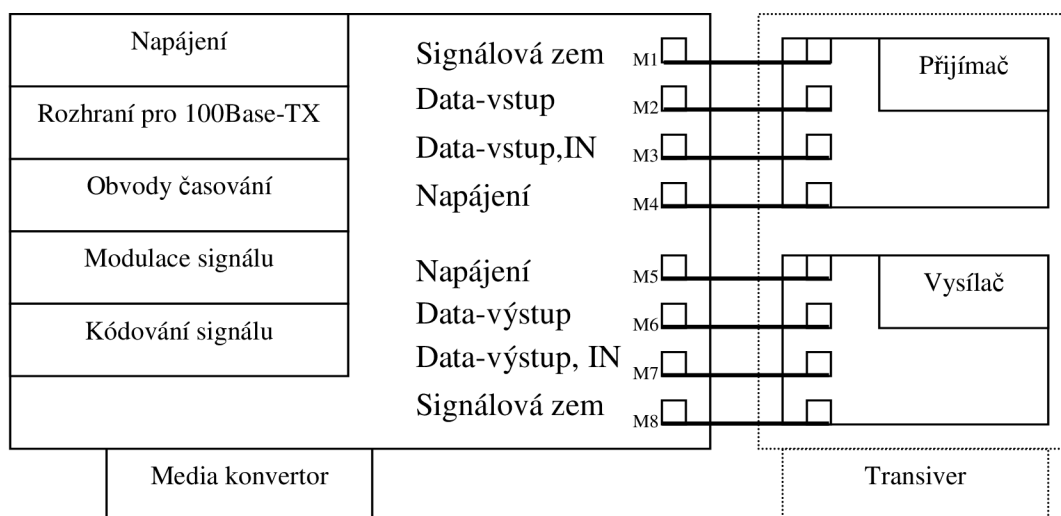 Napájení
Rozhraní pro 100Base-TX
Obvody časování
Modulace signálu
Kódování signálu
Signálová zem M1
Data-vstup M2
Data-vstup,IN M3
Napájení M4
Napájení M5
Data-výstup M6
Data-výstup, IN M7
Signálová zem M8
Přijímač
Vysílač
Media konvertor
Transiver